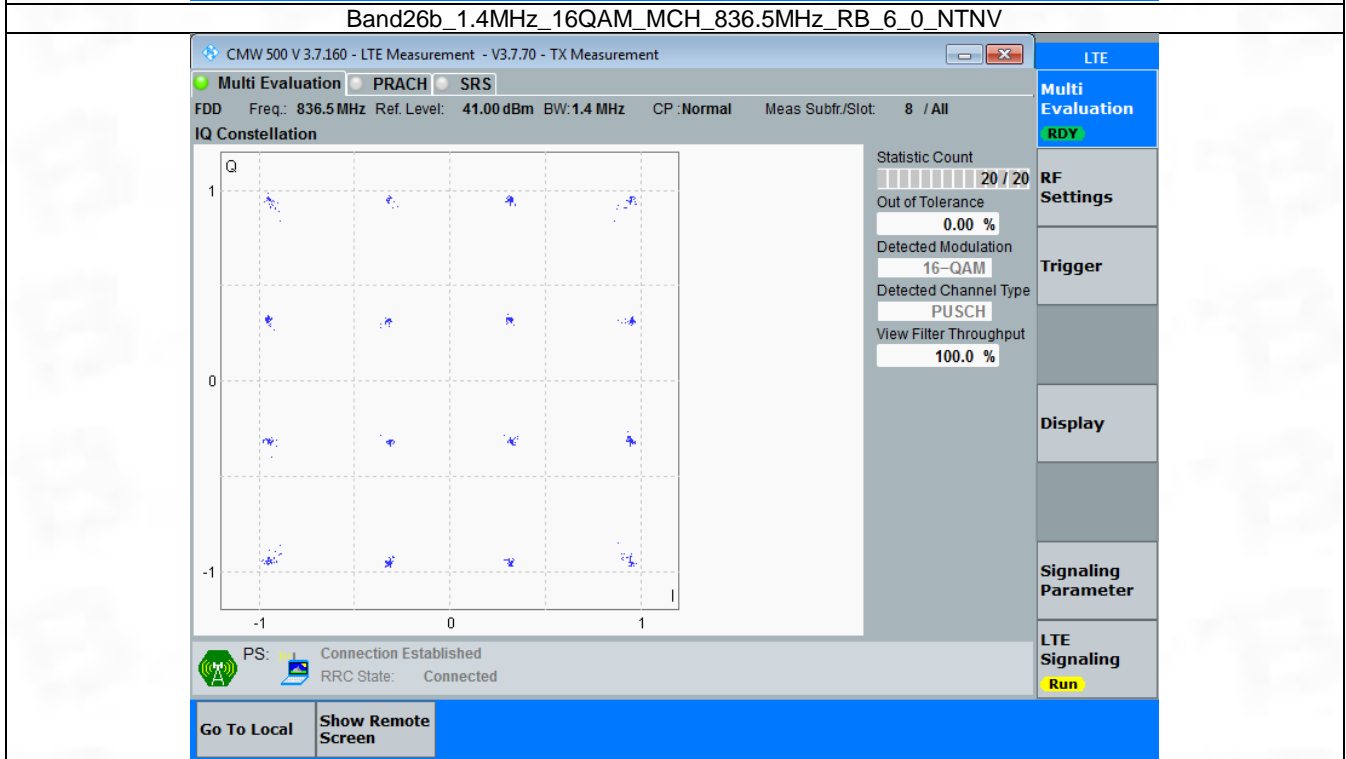 Band26b_1.4MHz_16QAM_MCH_836.5MHz_RB_6_0_NTNV
CMW 500 V 3.7.160 - LTE Measurement - V3.7.70 - TX Measurement
LTE
Multi Evaluation PRACH SRS
Multi
Evaluation
RDY
FDD Freq.: 836.5 MHz Ref. Level: 41.00 dBm BW: 1.4 MHz CP : Normal Meas Subfr./Slot: 8 / All
IQ Constellation
Q
1
0
-1
-1 0 1
I
Statistic Count
20 / 20
Out of Tolerance
0.00 %
Detected Modulation
16-QAM
Detected Channel Type
PUSCH
View Filter Throughput
100.0 %
RF
Settings
Trigger
Display
Signaling
Parameter
LTE
Signaling
Run
PS: Connection Established
RRC State: Connected
Go To Local
Show Remote
Screen